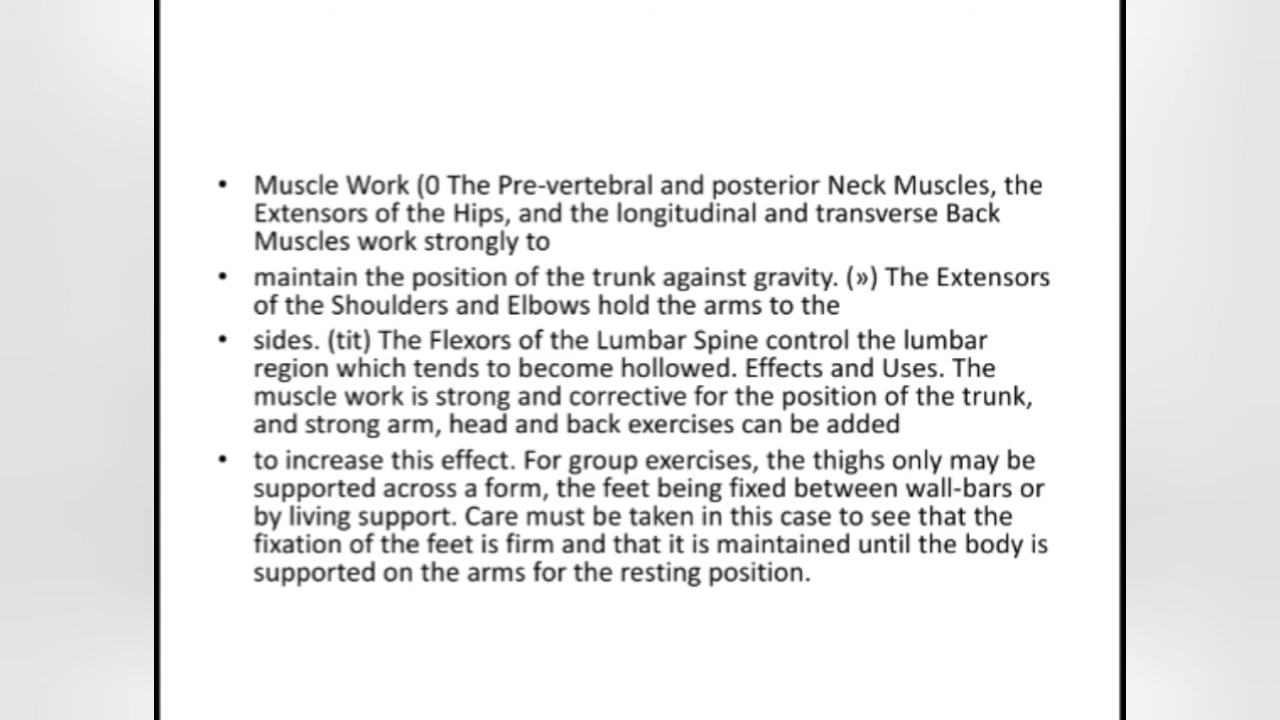 • Muscle Work (0 The Pre-vertebral and posterior Neck Muscles, the
Extensors of the Hips, and the longitudinal and transverse Back
Muscles work strongly to
• maintain the position of the trunk against gravity. (») The Extensors
of the Shoulders and Elbows hold the arms to the
• sides. (tit) The Flexors of the Lumbar Spine control the lumbar
region which tends to become hollowed. Effects and Uses. The
muscle work is strong and corrective for the position of the trunk,
and strong arm, head and back exercises can be added
• to increase this effect. For group exercises, the thighs only may be
supported across a form, the feet being fixed between wall-bars or
by living support. Care must be taken in this case to see that the
fixation of the feet is firm and that it is maintained until the body is
supported on the arms for the resting position.